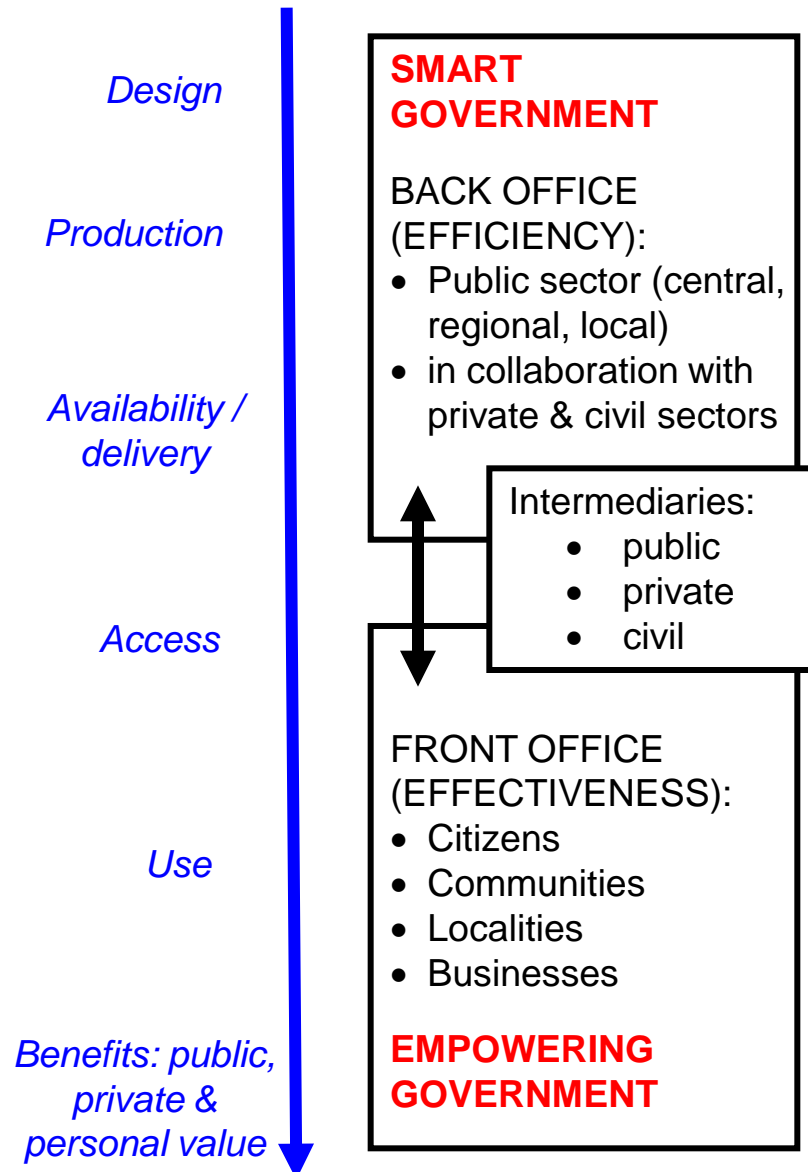 Design
Production
Availability /
delivery
Access
Use
Benefits: public,
private &
personal value
SMART
GOVERNMENT
BACK OFFICE
(EFFICIENCY):
• Public sector (central,
regional, local)
• in collaboration with
private & civil sectors
Intermediaries:
• public
• private
• civil
FRONT OFFICE
(EFFECTIVENESS):
• Citizens
• Communities
• Localities
• Businesses
EMPOWERING
GOVERNMENT